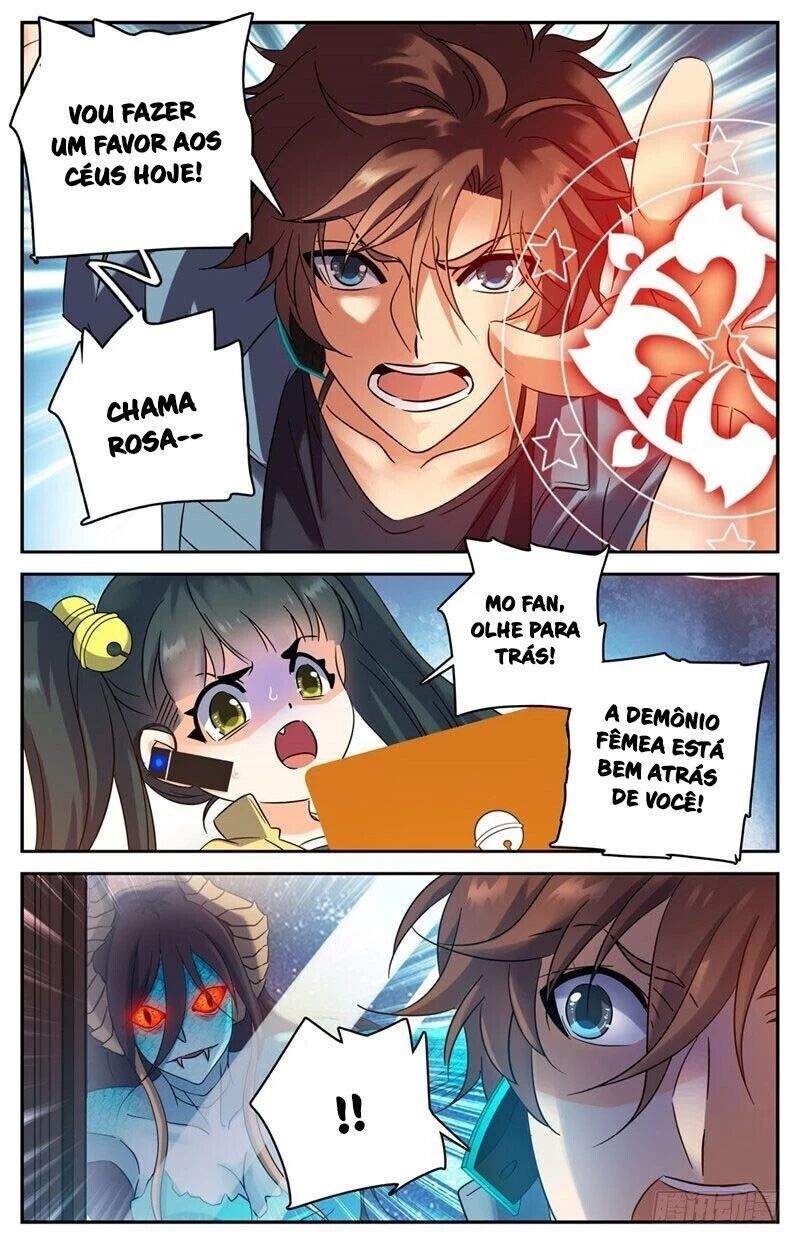 VOU FAZER
UM FAVOR AOS
CÉUS HOJE!
CHAMA
ROSA--
MO FAN,
OLHE PARA
TRÁS!
A DEMÔNIO
FÊMEA ESTÁ
BEM ATRÁS
DE VOCÊ!
!!